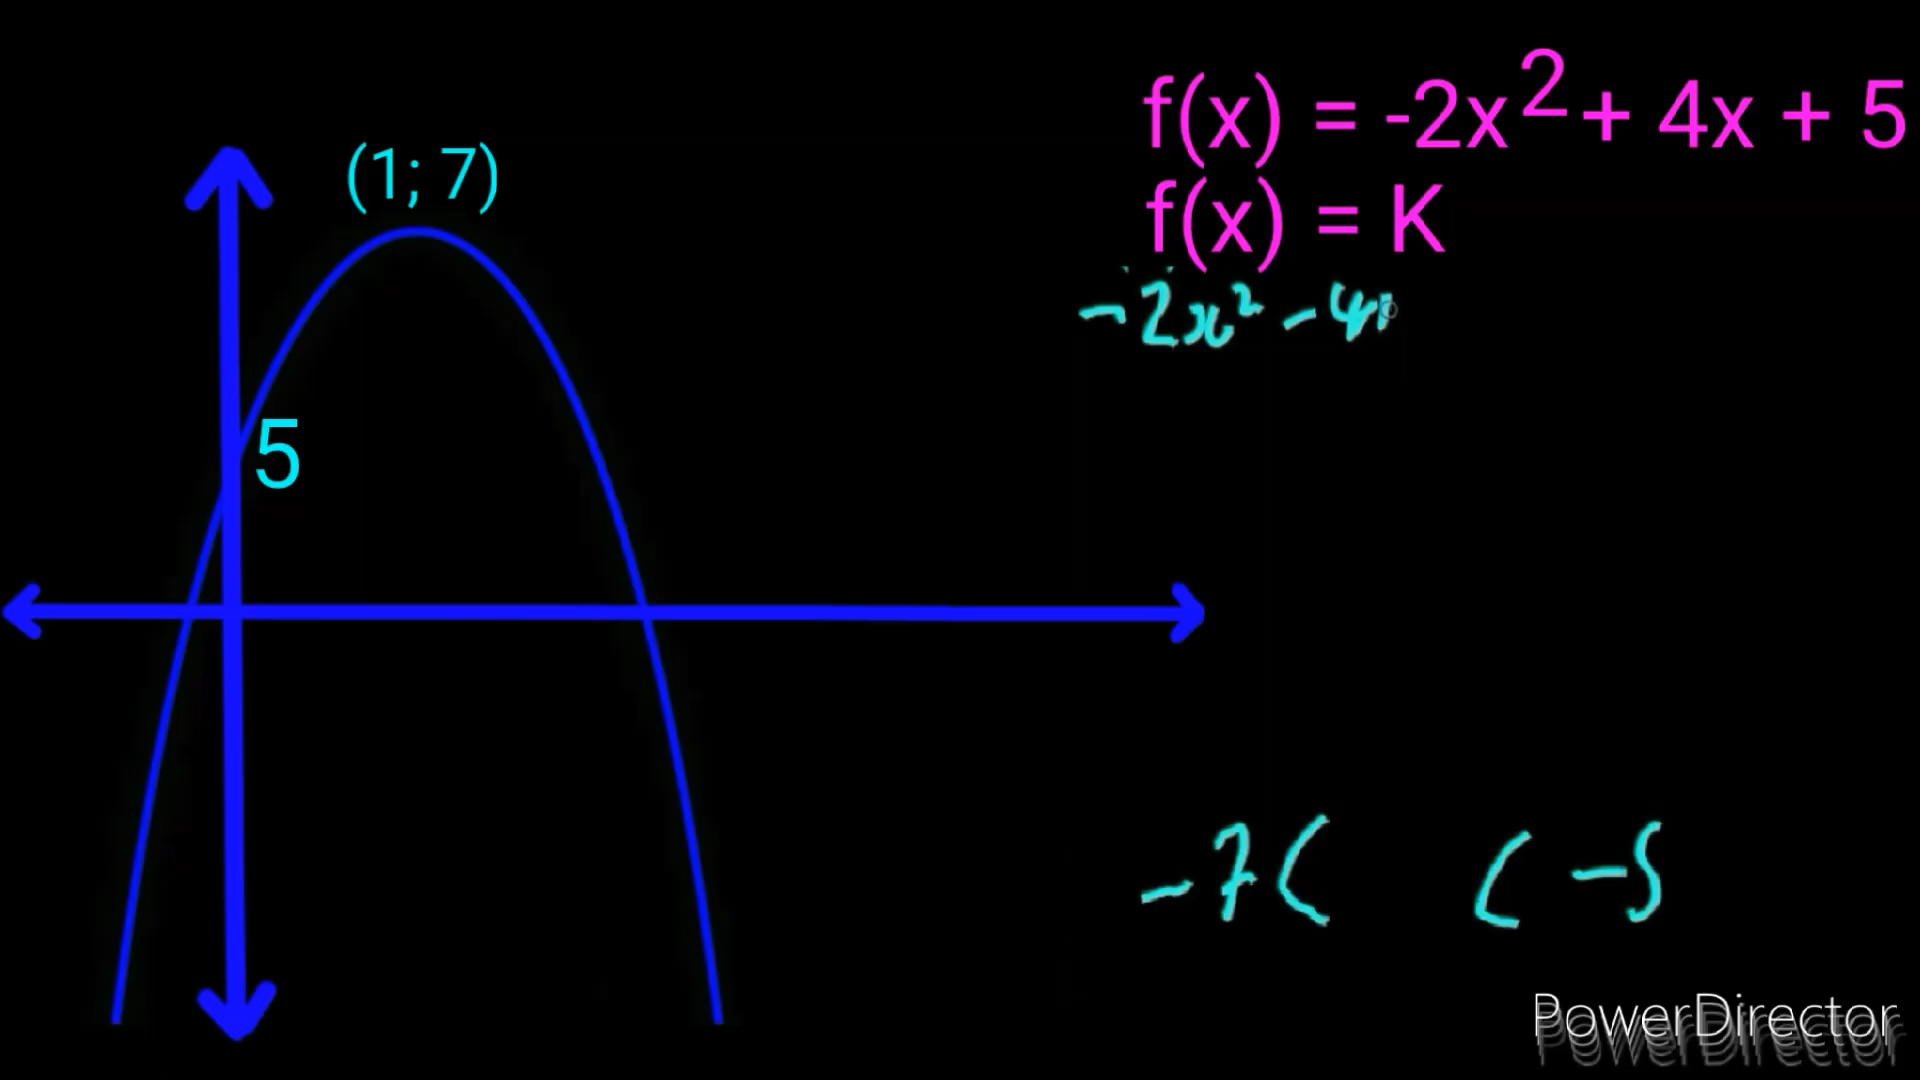 (1; 7)
f(x) = -2x² + 4x + 5
f(x) = K
-2x² - 4
5
-7( ( -5
PowerDirector